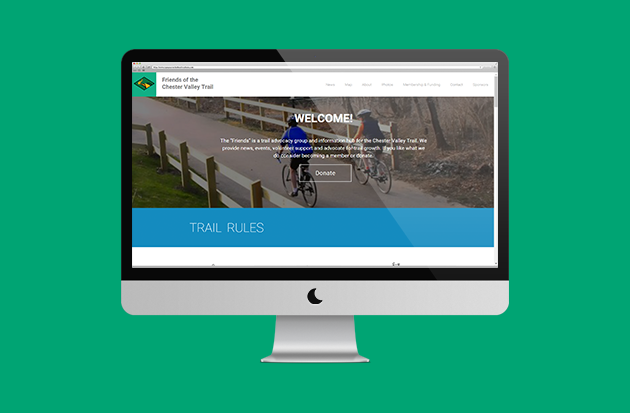 Friends of the
Chester Valley Trail
Home Map About Photos Membership & Funding Contact Sponsors
WELCOME!
The "Friends" is a trail advocacy group and information hub for the Chester Valley Trail. We
provide news, events, volunteer support and advocate for trail growth. If you like what we
do consider becoming a member or donate.
Donate
TRAIL RULES